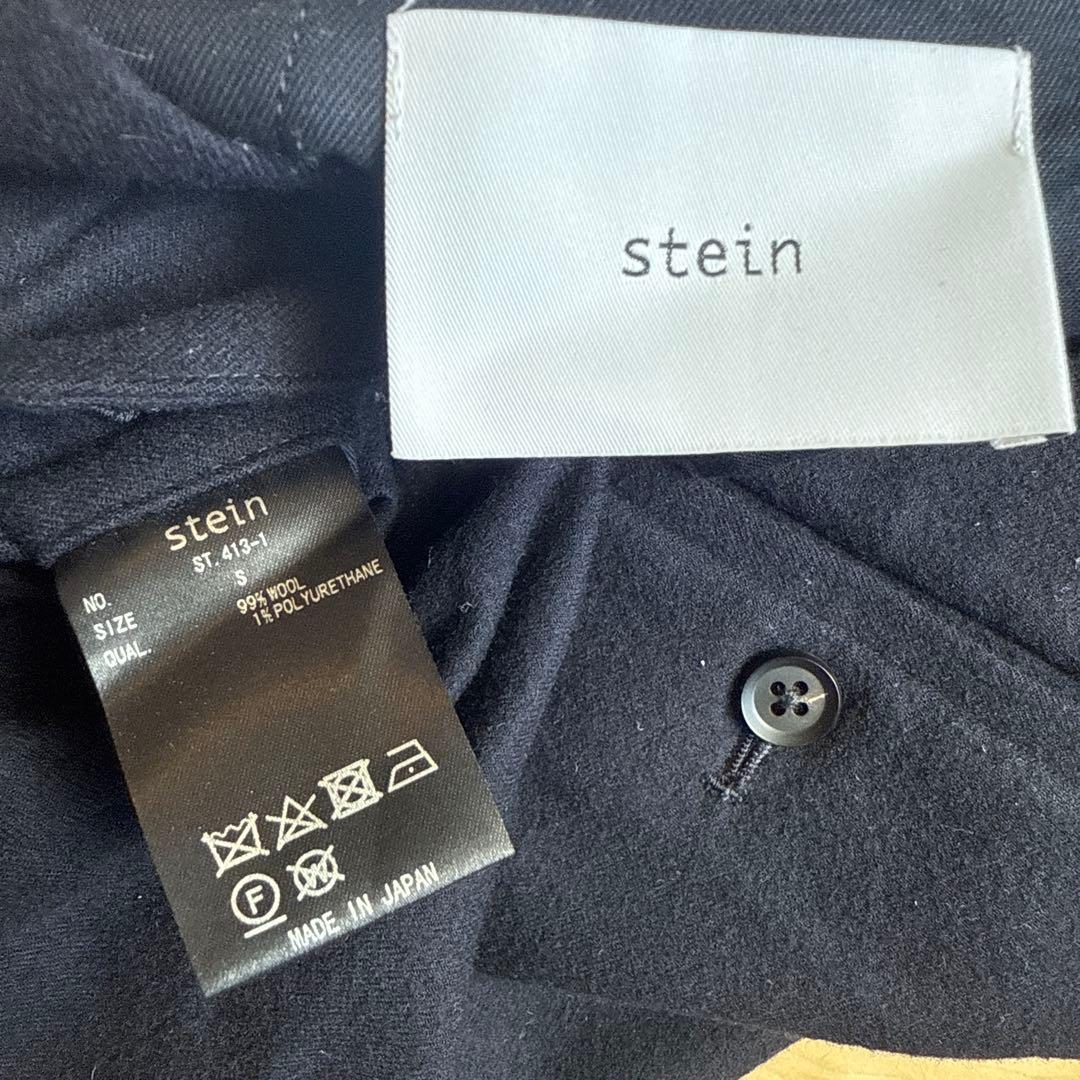 stein
stein
NO. ST.413-1
SIZE S
QUAL. 99% WOOL
1% POLYURETHANE
F W
MADE IN JAPAN